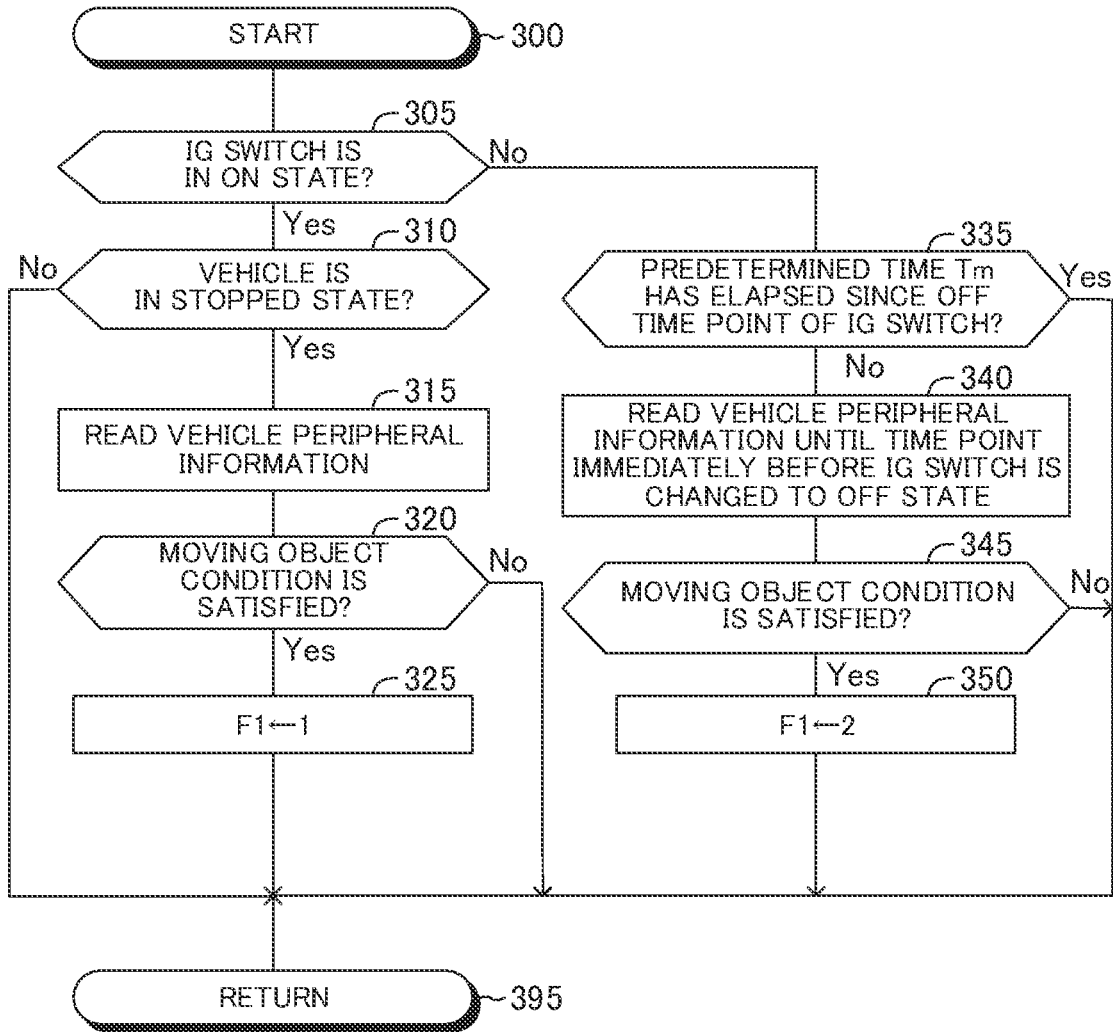 START
300
305
IG SWITCH IS
IN ON STATE?
No
Yes
310
No
VEHICLE IS
IN STOPPED STATE?
Yes
315
READ VEHICLE PERIPHERAL
INFORMATION
320
MOVING OBJECT
CONDITION IS
SATISFIED?
No
Yes
325
F1←1
335
PREDETERMINED TIME Tm
HAS ELAPSED SINCE OFF
TIME POINT OF IG SWITCH?
Yes
No
340
READ VEHICLE PERIPHERAL
INFORMATION UNTIL TIME POINT
IMMEDIATELY BEFORE IG SWITCH IS
CHANGED TO OFF STATE
345
MOVING OBJECT CONDITION
IS SATISFIED?
No
Yes
350
F1←2
RETURN
395